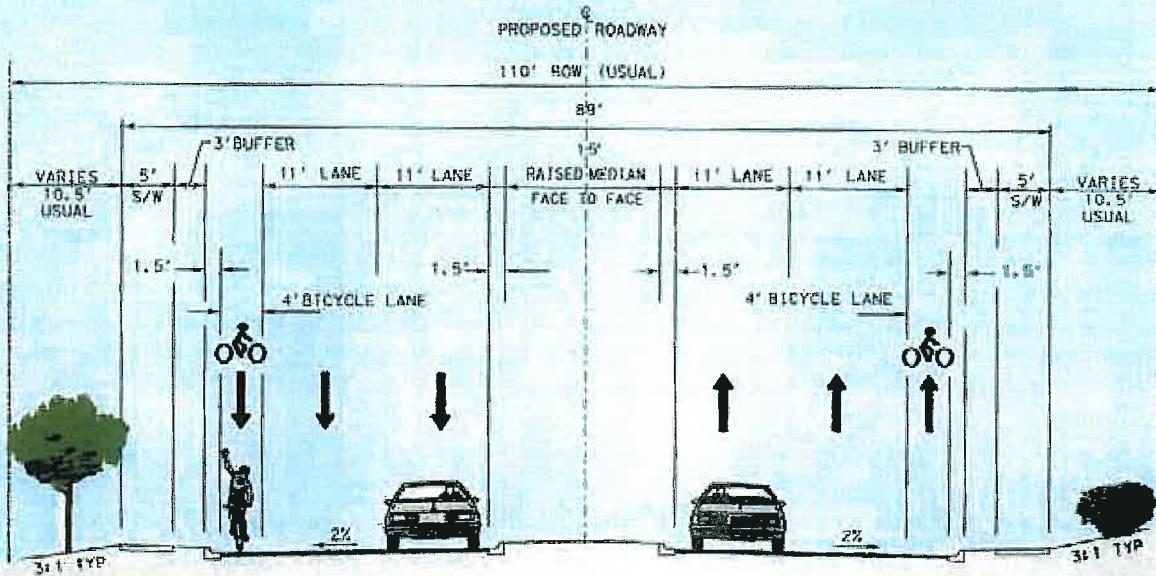 ℄
PROPOSED ROADWAY
110' ROW (USUAL)
89'
3' BUFFER
15'
3' BUFFER
VARIES
10.5'
USUAL
5'
S/W
11' LANE
11' LANE
RAISED MEDIAN
FACE TO FACE
11' LANE
11' LANE
5'
S/W
VARIES
10.5'
USUAL
1.5'
1.5'
1.5'
1.5'
4' BICYCLE LANE
4' BICYCLE LANE
2%
2%
3:1 TYP
3:1 TYP